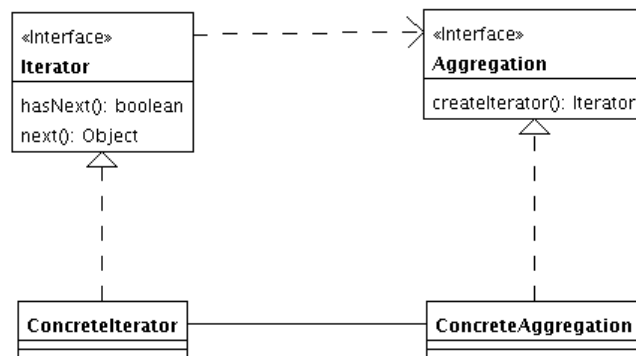 «Interface»
Iterator
hasNext(): boolean
next(): Object
«Interface»
Aggregation
createIterator(): Iterator
ConcreteIterator
ConcreteAggregation